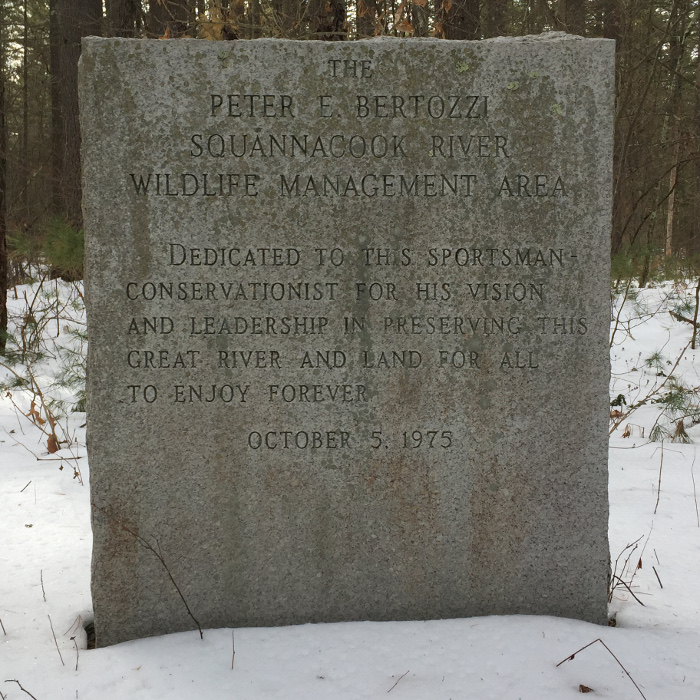 THE
PETER E. BERTOZZI
SQUANNACOOK RIVER
WILDLIFE MANAGEMENT AREA
DEDICATED TO THIS SPORTSMAN-
CONSERVATIONIST FOR HIS VISION
AND LEADERSHIP IN PRESERVING THIS
GREAT RIVER AND LAND FOR ALL
TO ENJOY FOREVER
OCTOBER 5, 1975